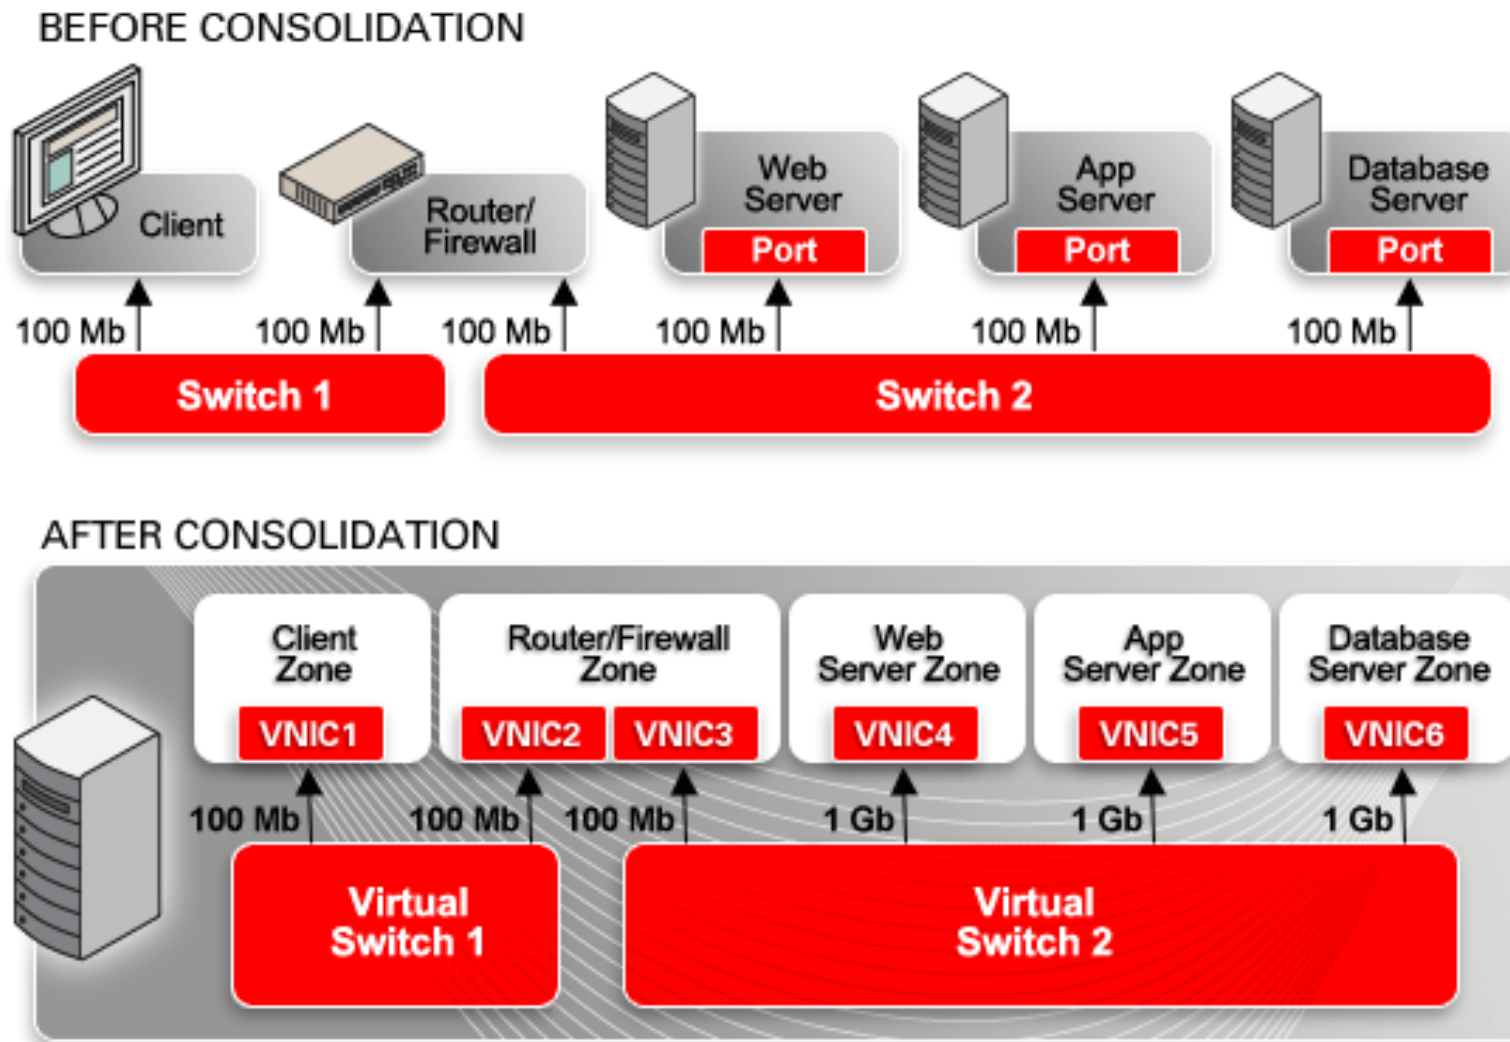 BEFORE CONSOLIDATION
Client
Router/
Firewall
Web
Server
Port
App
Server
Port
Database
Server
Port
100 Mb
100 Mb
100 Mb
100 Mb
100 Mb
100 Mb
Switch 1
Switch 2
AFTER CONSOLIDATION
Client
Zone
VNIC1
Router/Firewall
Zone
VNIC2
VNIC3
Web
Server Zone
VNIC4
App
Server Zone
VNIC5
Database
Server Zone
VNIC6
100 Mb
100 Mb
100 Mb
1 Gb
1 Gb
1 Gb
Virtual
Switch 1
Virtual
Switch 2